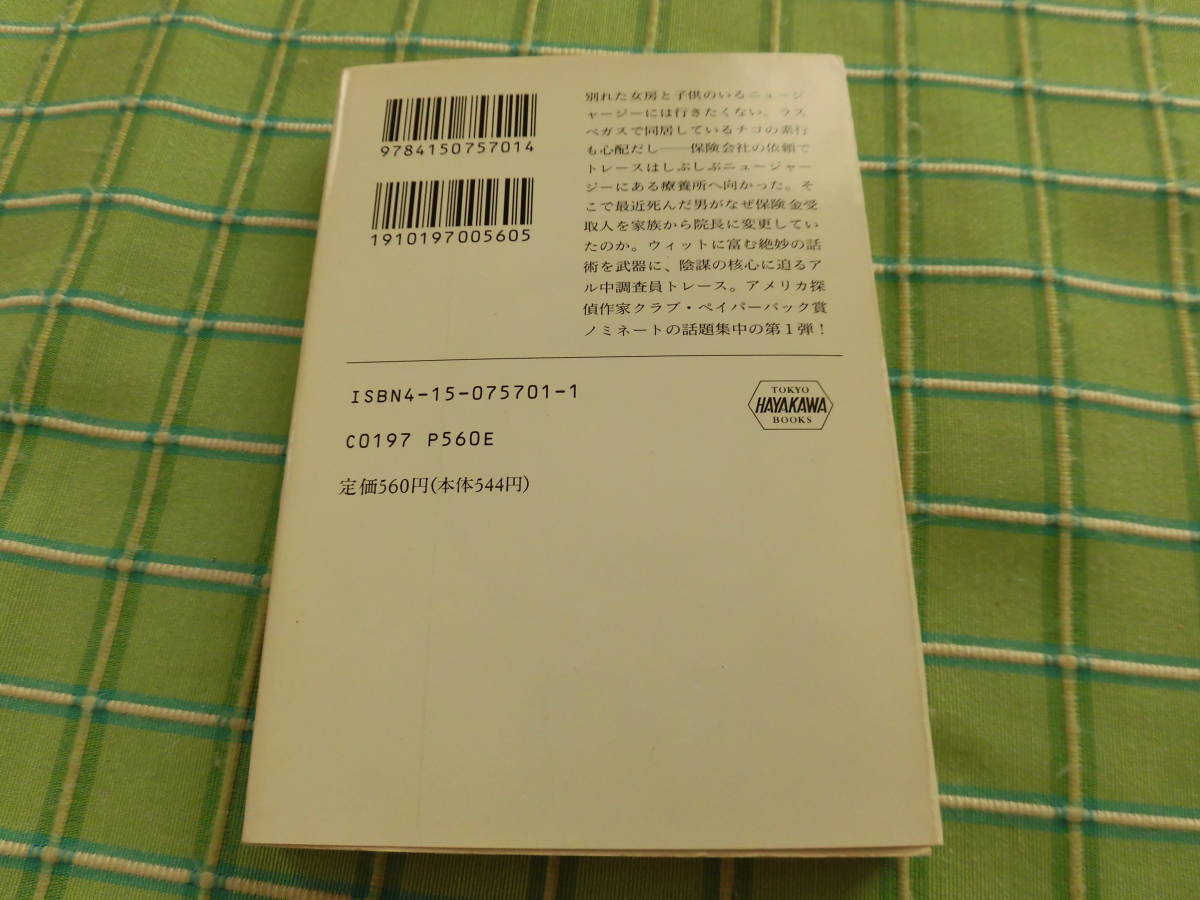 9784150757014
1910197005605
別れた女房と子供のいるニュージ
ャージーには行きたくない。ラス
ベガスで同居しているチコの素行
も心配だし――保険会社の依頼で
トレースはしぶしぶニュージャー
ジーにある療養所へ向かった。そ
こで最近死んだ男がなぜ保険金受
取人を家族から院長に変更してい
たのか。ウィットに富む絶妙の話
術を武器に、陰謀の核心に迫るア
ル中調査員トレース。アメリカ探
偵作家クラブ・ペイパーバック賞
ノミネートの話題集中の第1弾！
ISBN4-15-075701-1
C0197 P560E
定価560円(本体544円)
TOKYO
HAYAKAWA
BOOKS